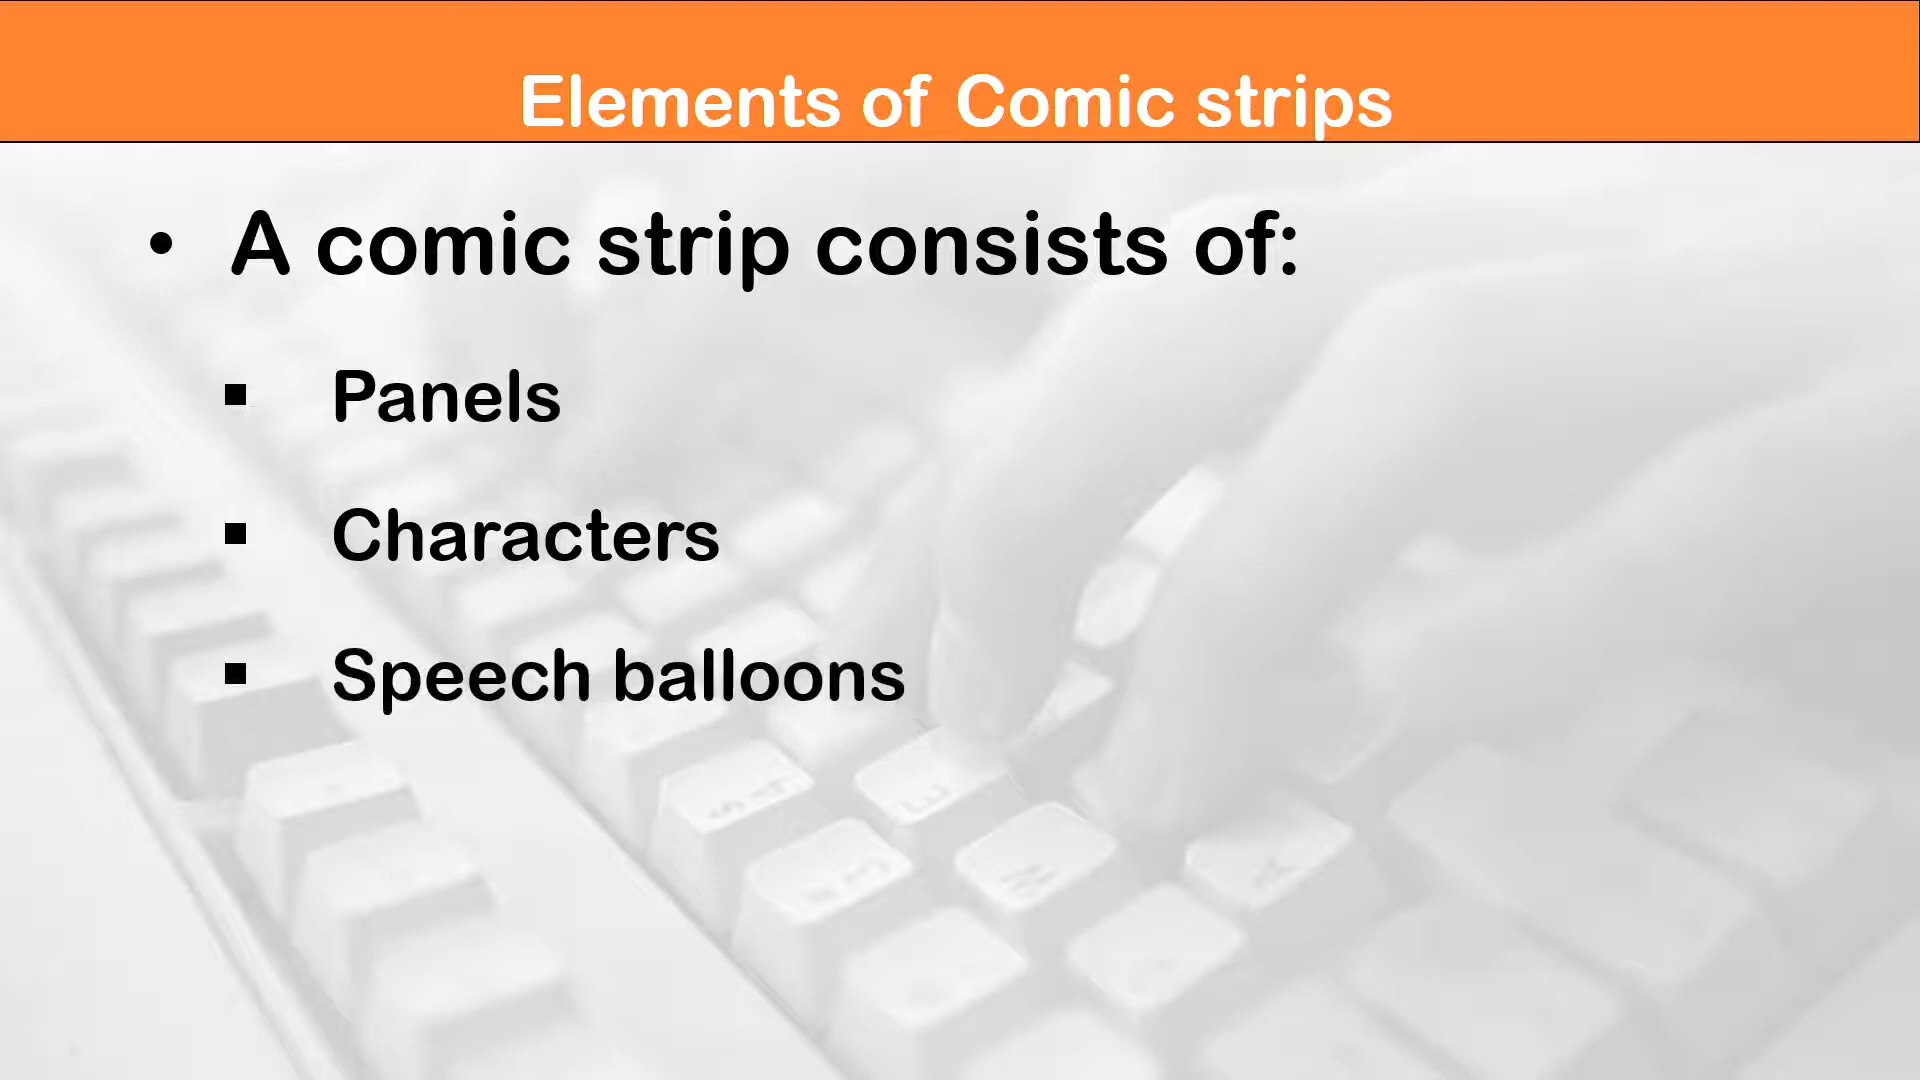 Elements of Comic strips
• A comic strip consists of:
▪ Panels
▪ Characters
▪ Speech balloons